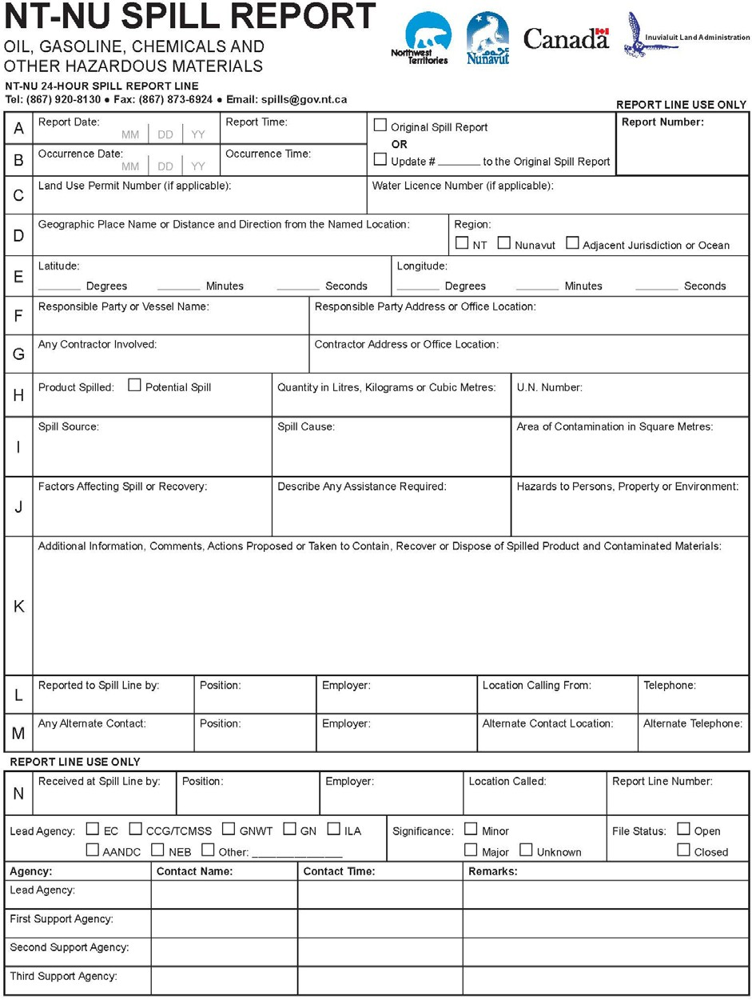 NT-NU SPILL REPORT
OIL, GASOLINE, CHEMICALS AND
OTHER HAZARDOUS MATERIALS
NT-NU 24-HOUR SPILL REPORT LINE
Tel: (867) 920-8130 ● Fax: (867) 873-6924 ● Email: spills@gov.nt.ca
Northwest
Territories
Nunavut
Canada
Inuvialuit Land Administration
REPORT LINE USE ONLY
A
Report Date:
MM DD YY
Report Time:
Original Spill Report
OR
Update # ______ to the Original Spill Report
Report Number:
B
Occurrence Date:
MM DD YY
Occurrence Time:
C
Land Use Permit Number (if applicable):
Water Licence Number (if applicable):
D
Geographic Place Name or Distance and Direction from the Named Location:
Region:
NT Nunavut Adjacent Jurisdiction or Ocean
E
Latitude:
______ Degrees ______ Minutes ______ Seconds
Longitude:
______ Degrees ______ Minutes ______ Seconds
F
Responsible Party or Vessel Name:
Responsible Party Address or Office Location:
G
Any Contractor Involved:
Contractor Address or Office Location:
H
Product Spilled: Potential Spill
Quantity in Litres, Kilograms or Cubic Metres:
U.N. Number:
I
Spill Source:
Spill Cause:
Area of Contamination in Square Metres:
J
Factors Affecting Spill or Recovery:
Describe Any Assistance Required:
Hazards to Persons, Property or Environment:
K
Additional Information, Comments, Actions Proposed or Taken to Contain, Recover or Dispose of Spilled Product and Contaminated Materials:
L
Reported to Spill Line by:
Position:
Employer:
Location Calling From:
Telephone:
M
Any Alternate Contact:
Position:
Employer:
Alternate Contact Location:
Alternate Telephone:
REPORT LINE USE ONLY
N
Received at Spill Line by:
Position:
Employer:
Location Called:
Report Line Number:
Lead Agency: EC CCG/TCMSS GNWT GN ILA
AANDC NEB Other: _______________
Significance: Minor
Major Unknown
File Status: Open
Closed
Agency:
Contact Name:
Contact Time:
Remarks:
Lead Agency:
First Support Agency:
Second Support Agency:
Third Support Agency: